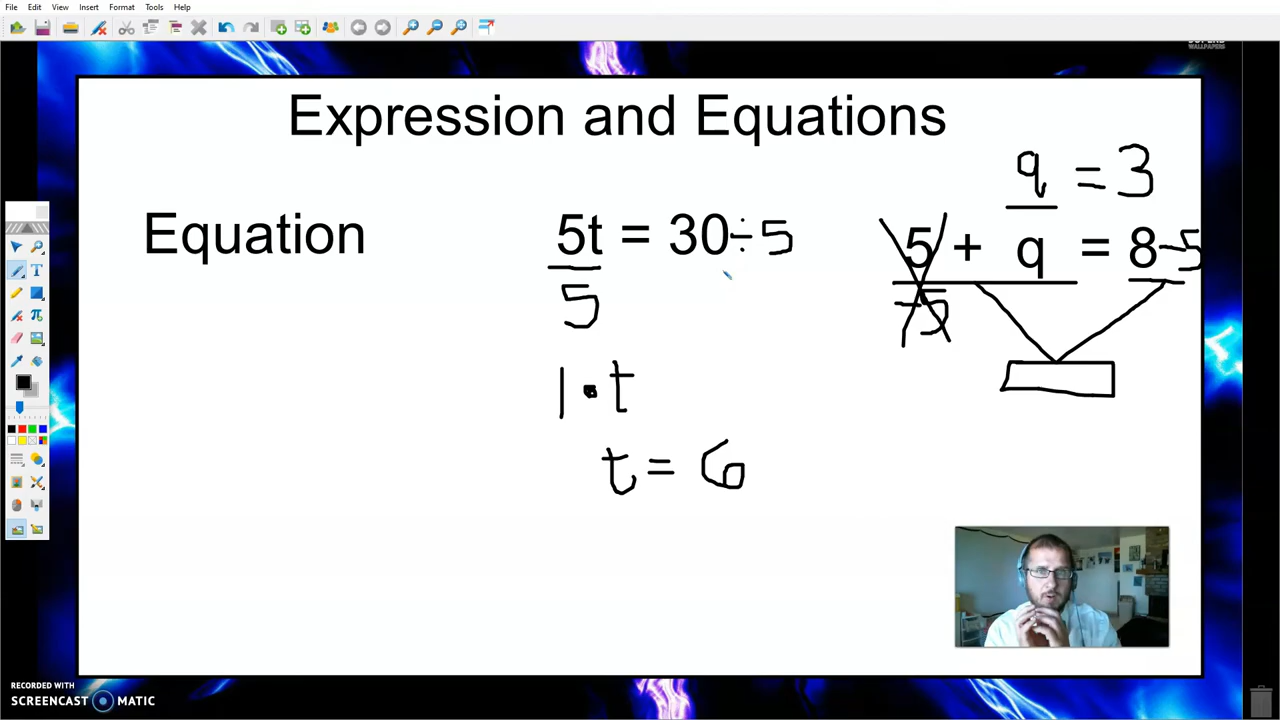 File Edit View Insert Format Tools Help
WALLPAPERS
Expression and Equations
q = 3
Equation
5t = 30÷5
5
5 + q = 8-5
-5
1 • t
t = 6
RECORDED WITH
SCREENCAST MATIC